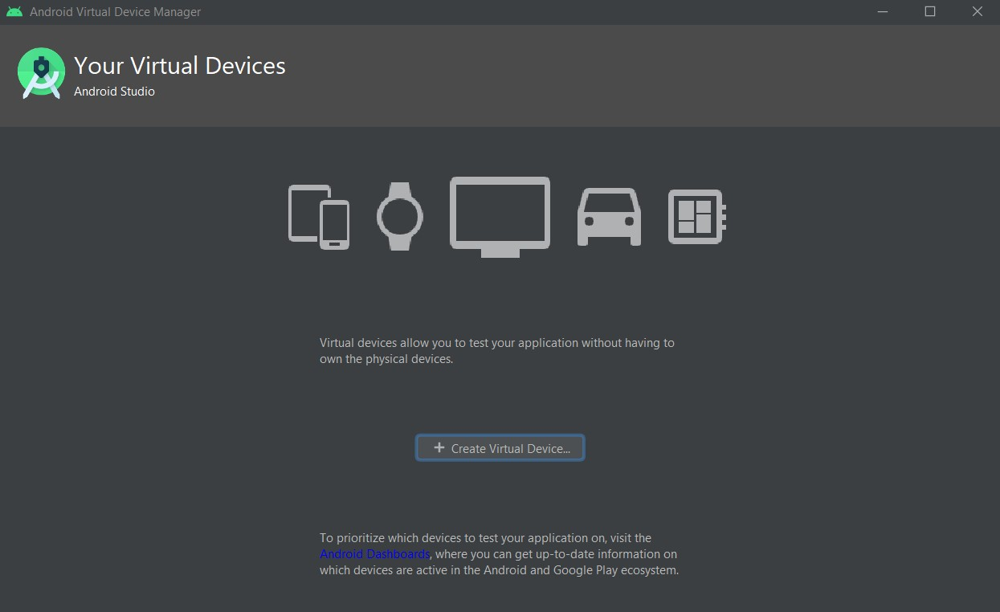 Android Virtual Device Manager
Your Virtual Devices
Android Studio
Virtual devices allow you to test your application without having to
own the physical devices.
Create Virtual Device...
To prioritize which devices to test your application on, visit the
Android Dashboards, where you can get up-to-date information on
which devices are active in the Android and Google Play ecosystem.